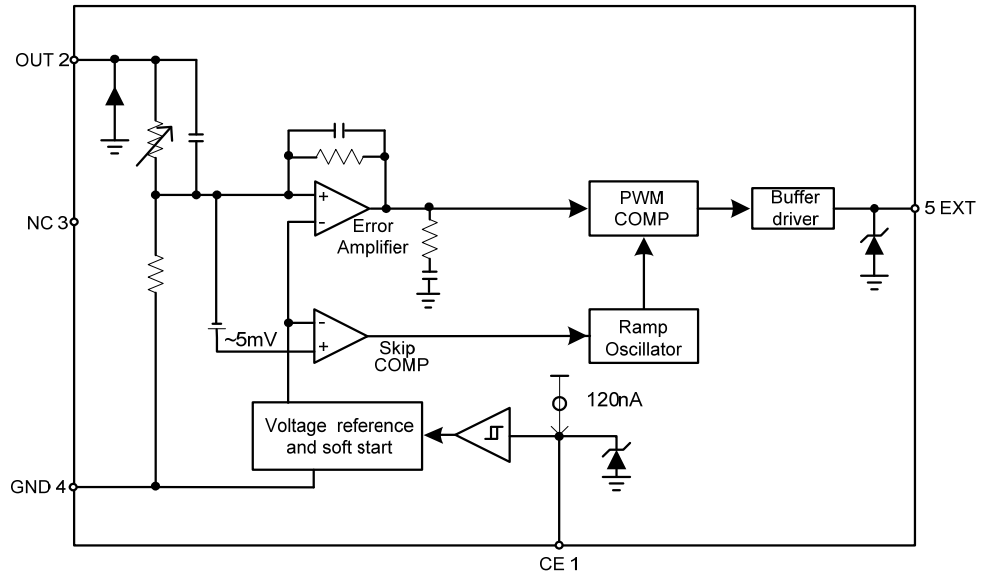 OUT 2
NC 3
+
-
Error
Amplifier
PWM
COMP
Buffer
driver
5 EXT
~5mV
-
+
Skip
COMP
Ramp
Oscillator
120nA
Voltage reference
and soft start
GND 4
CE 1